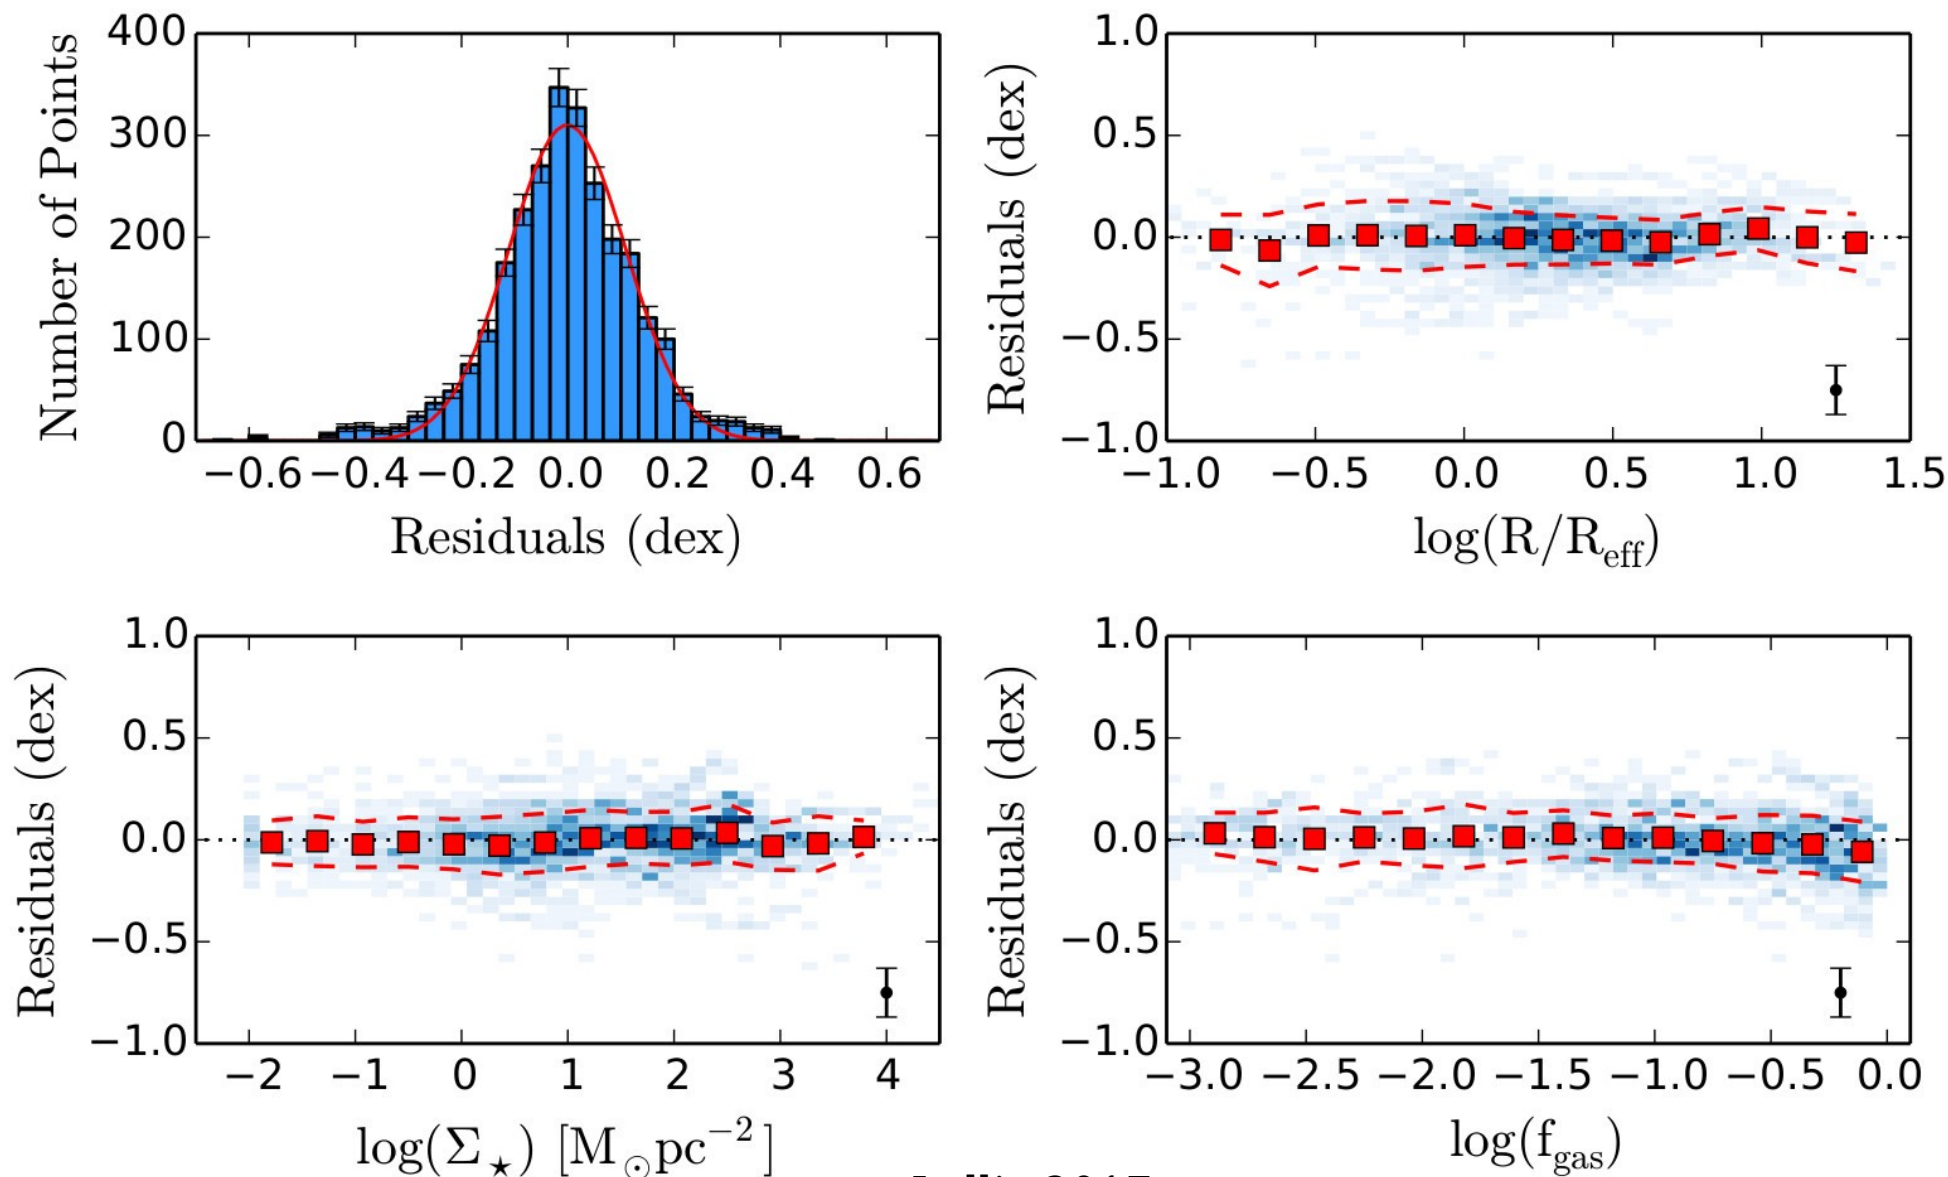 400
300
200
100
0
Number of Points
−0.6 −0.4 −0.2 0.0 0.2 0.4 0.6
Residuals (dex)
1.0
0.5
0.0
−0.5
−1.0
Residuals (dex)
−1.0 −0.5 0.0 0.5 1.0 1.5
log(R/R_eff)
1.0
0.5
0.0
−0.5
−1.0
Residuals (dex)
−2 −1 0 1 2 3 4
log(Σ⋆) [M⊙pc⁻²]
1.0
0.5
0.0
−0.5
−1.0
Residuals (dex)
−3.0 −2.5 −2.0 −1.5 −1.0 −0.5 0.0
log(f_gas)